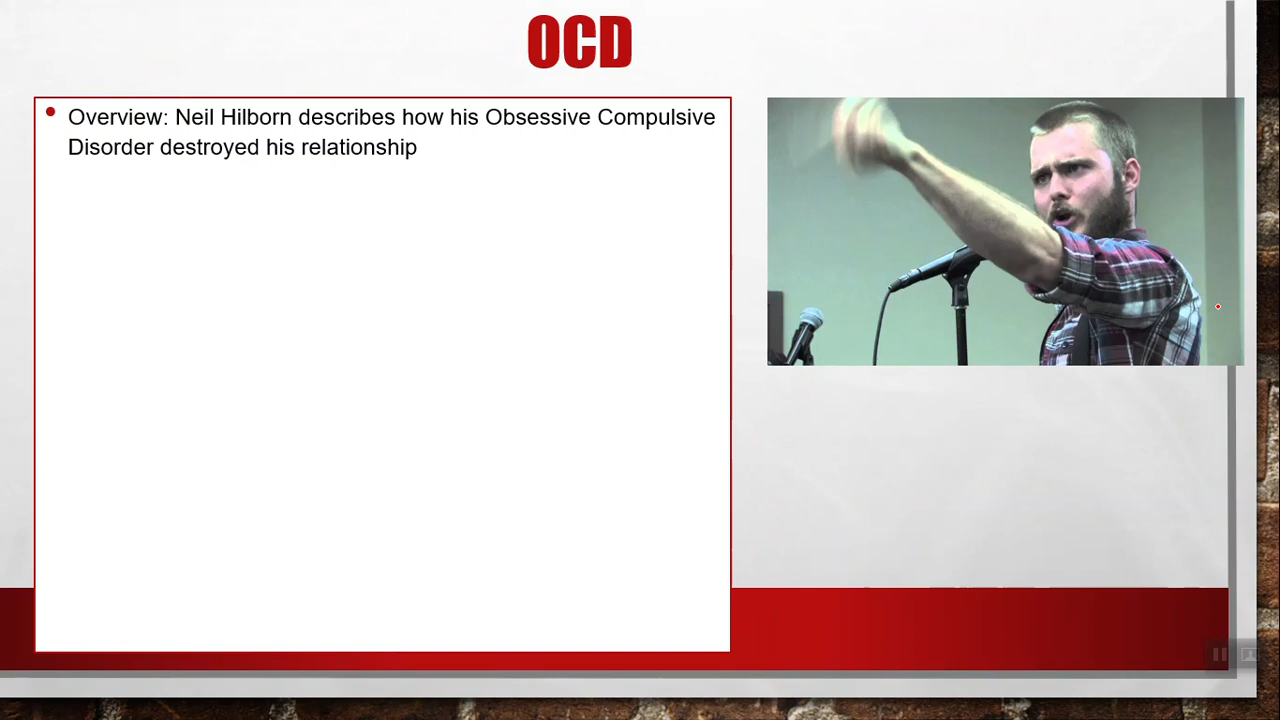 OCD
Overview: Neil Hilborn describes how his Obsessive Compulsive
Disorder destroyed his relationship